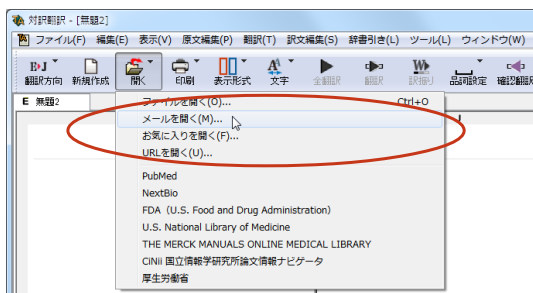 対訳翻訳 - [無題2]
ファイル(F) 編集(E) 表示(V) 原文編集(P) 翻訳(T) 訳文編集(S) 辞書引き(L) ツール(L) ウィンドウ(W)
翻訳方向 新規作成 開く 印刷 表示形式 文字 全翻訳 翻訳 訳振り 品詞設定 確認翻訳
E 無題2
ファイルを開く(O)... Ctrl+O
メールを開く(M)...
お気に入りを開く(F)...
URLを開く(U)...
PubMed
NextBio
FDA (U.S. Food and Drug Administration)
U.S. National Library of Medicine
THE MERCK MANUALS ONLINE MEDICAL LIBRARY
CiNii 国立情報学研究所論文情報ナビゲータ
厚生労働省